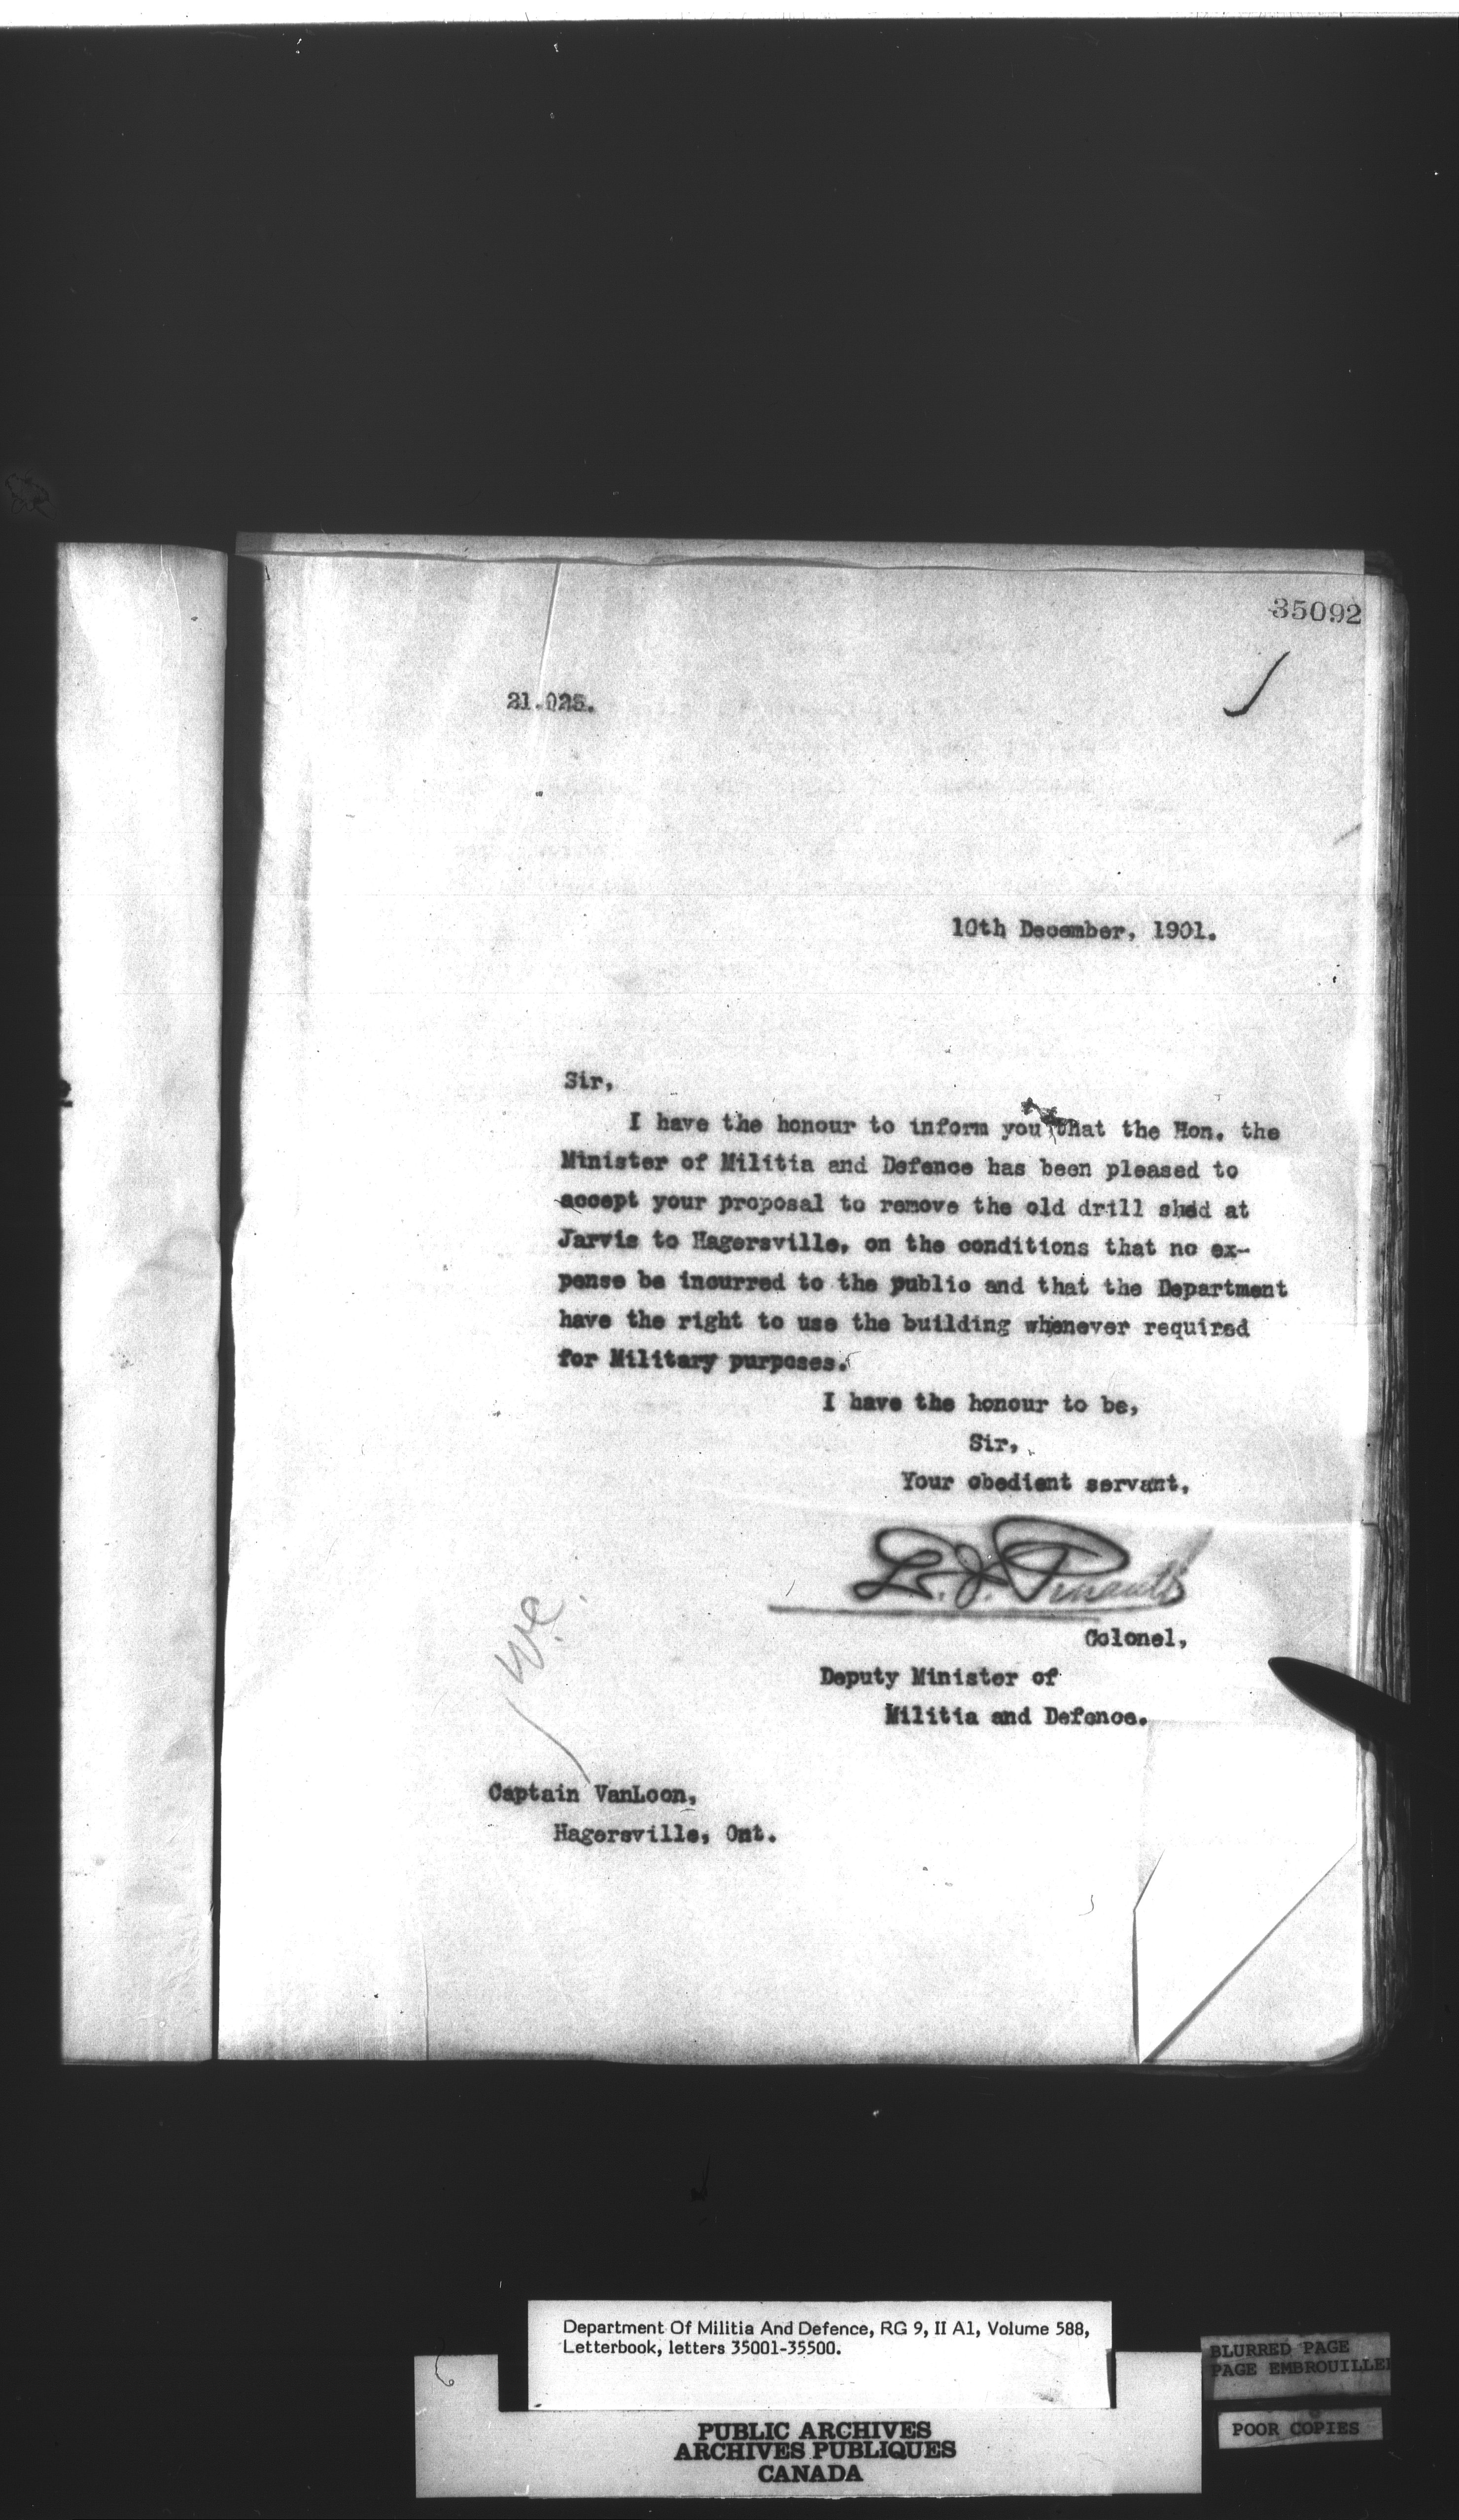 35092
21.025.
10th December, 1901.
Sir,
I have the honour to inform you that the Hon. the
Minister of Militia and Defence has been pleased to
accept your proposal to remove the old drill shed at
Jarvis to Hagersville, on the conditions that no ex-
pense be incurred to the public and that the Department
have the right to use the building whenever required
for Military purposes.
I have the honour to be,
Sir,
Your obedient servant,
L. J. Pinault
Colonel,
Deputy Minister of
Militia and Defence.
Captain VanLoon,
Hagersville, Ont.
Department Of Militia And Defence, RG 9, II A1, Volume 588,
Letterbook, letters 35001-35500.
PUBLIC ARCHIVES
ARCHIVES PUBLIQUES
CANADA
BLURRED PAGE
PAGE EMBROUILLEE
POOR COPIES